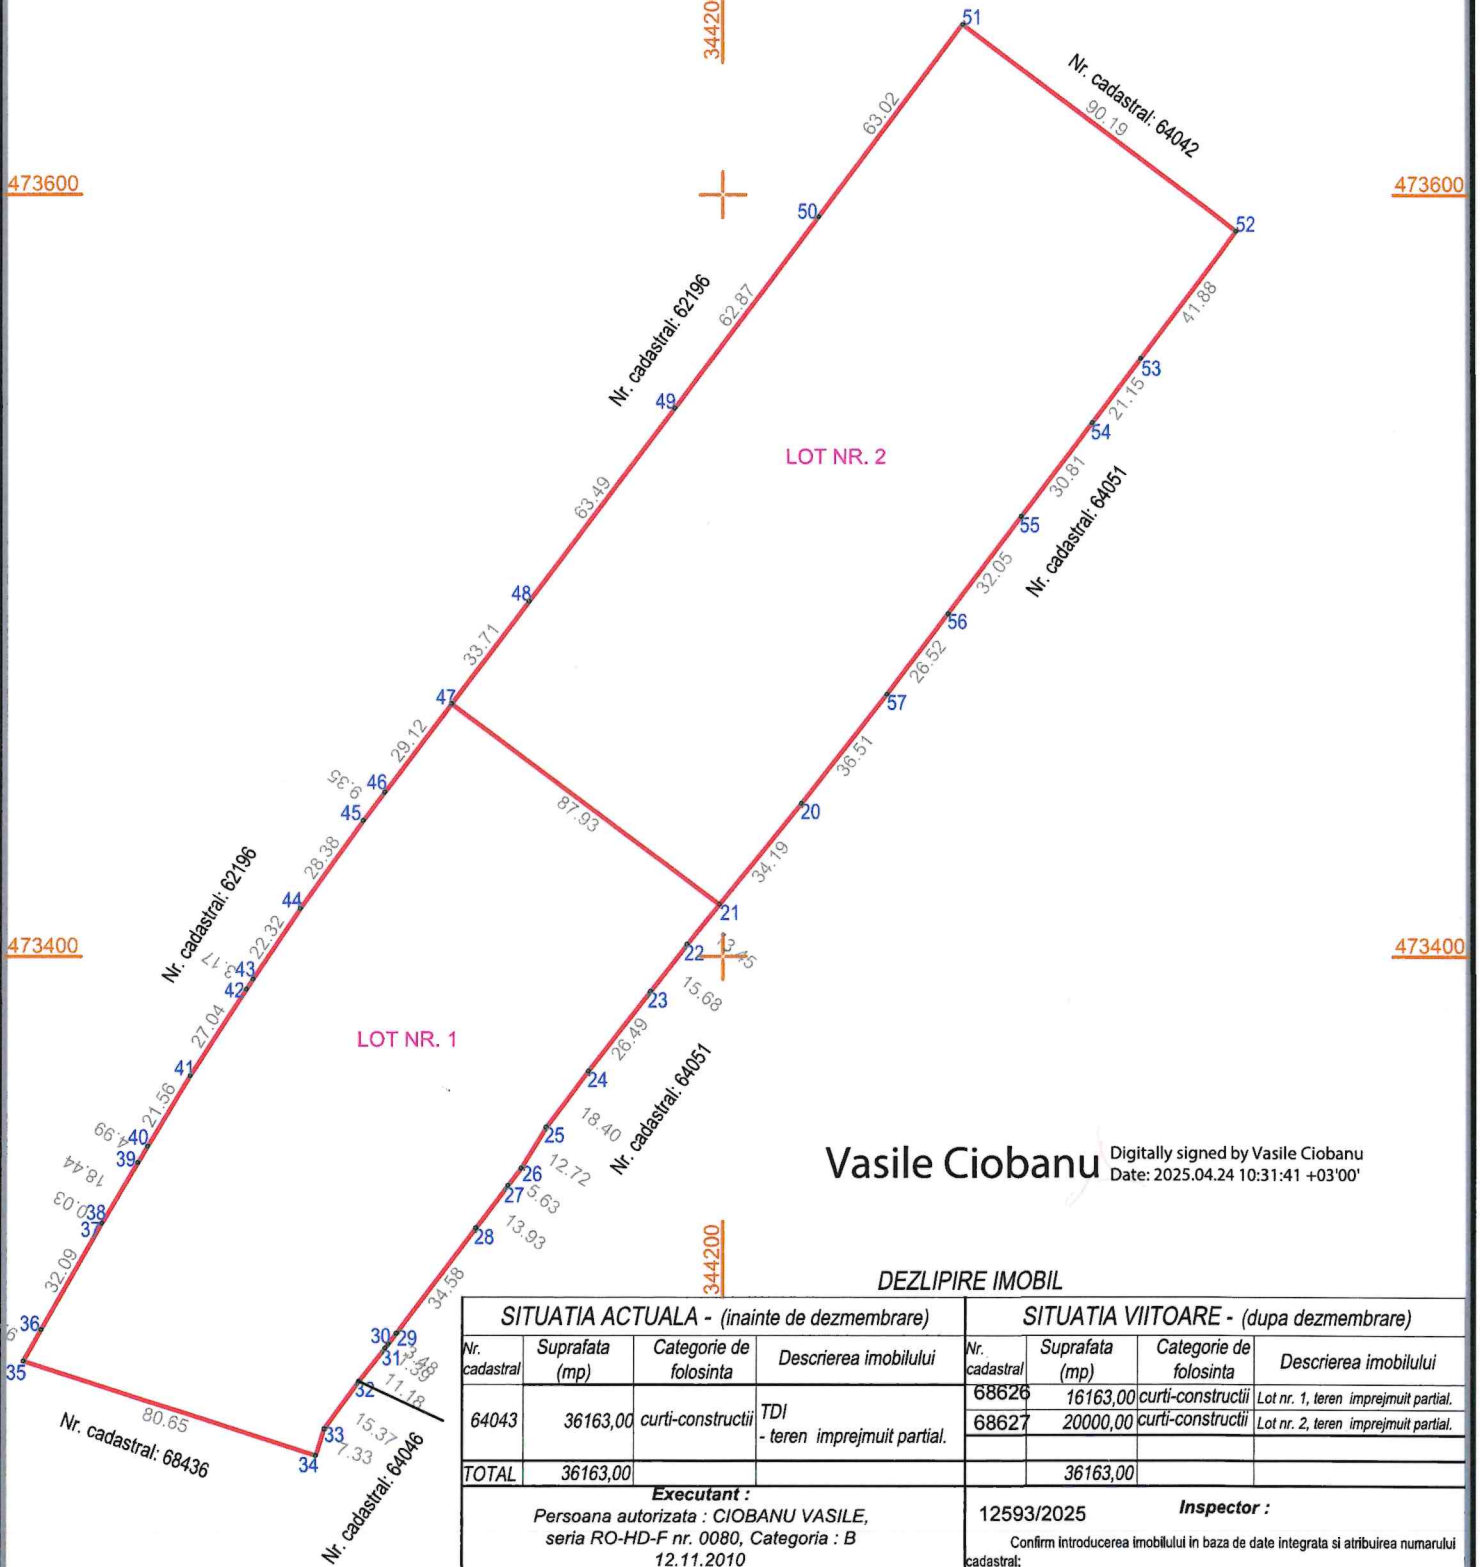 51
34420
Nr. cadastral: 64042
90.19
63.02
473600
473600
50
52
62.87
Nr. cadastral: 62196
41.88
53
49
21.15
54
LOT NR. 2
30.81
Nr. cadastral: 64051
63.49
55
32.05
48
56
33.71
26.52
47
57
29.12
36.51
9.35
46
45
87.93
20
28.38
34.19
Nr. cadastral: 62196
44
21
22.32
473400
22
13.45
473400
3.17
43
42
15.68
23
27.04
26.49
LOT NR. 1
Nr. cadastral: 64051
41
24
21.56
18.40
4.99
40
25
39
12.72
18.44
26
27
5.63
0.03
38
37
13.93
28
Vasile Ciobanu
Digitally signed by Vasile Ciobanu
Date: 2025.04.24 10:31:41 +03'00'
32.09
34.58
344200
36
30
29
3.48
31
7.39
35
11.18
32
80.65
15.37
33
7.33
34
Nr. cadastral: 68436
Nr. cadastral: 64046
DEZLIPIRE IMOBIL
SITUATIA ACTUALA - (inainte de dezmembrare)
SITUATIA VIITOARE - (dupa dezmembrare)
Nr. cadastral
Suprafata (mp)
Categorie de folosinta
Descrierea imobilului
Nr. cadastral
Suprafata (mp)
Categorie de folosinta
Descrierea imobilului
64043 36163,00 curti-constructii TDI
- teren imprejmuit partial.
68626 16163,00 curti-constructii Lot nr. 1, teren imprejmuit partial.
68627 20000,00 curti-constructii Lot nr. 2, teren imprejmuit partial.
TOTAL 36163,00
36163,00
Executant :
Persoana autorizata : CIOBANU VASILE,
seria RO-HD-F nr. 0080, Categoria : B
12.11.2010
12593/2025 Inspector :
Confirm introducerea imobilului in baza de date integrata si atribuirea numarului
cadastral: